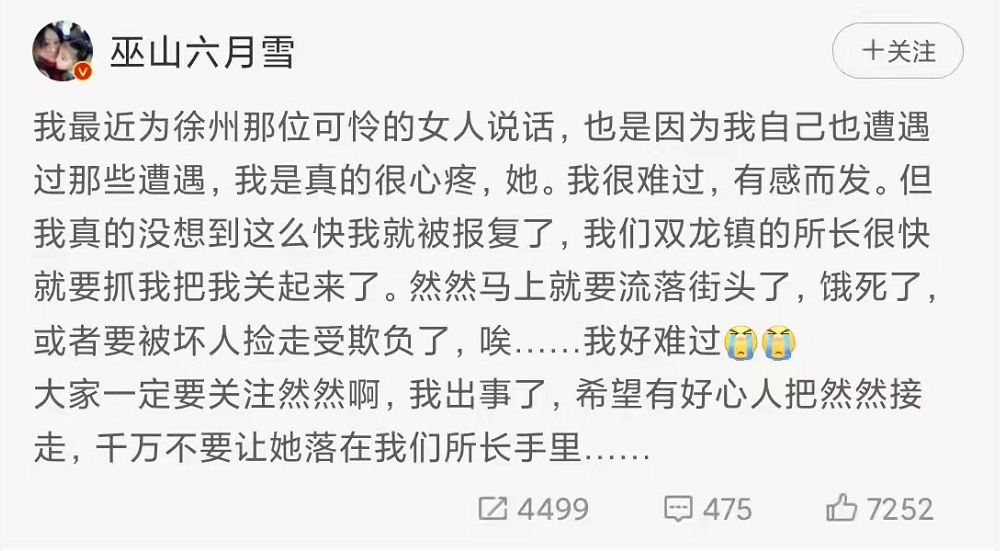 巫山六月雪
+关注
我最近为徐州那位可怜的女人说话，也是因为我自己也遭遇
过那些遭遇，我是真的很心疼，她。我很难过，有感而发。但
我真的没想到这么快我就被报复了，我们双龙镇的所长很快
就要抓我把我关起来了。然然马上就要流落街头了，饿死了，
或者要被坏人捡走受欺负了，唉……我好难过😭😭
大家一定要关注然然啊，我出事了，希望有好心人把然然接
走，千万不要让她落在我们所长手里……
4499 475 7252